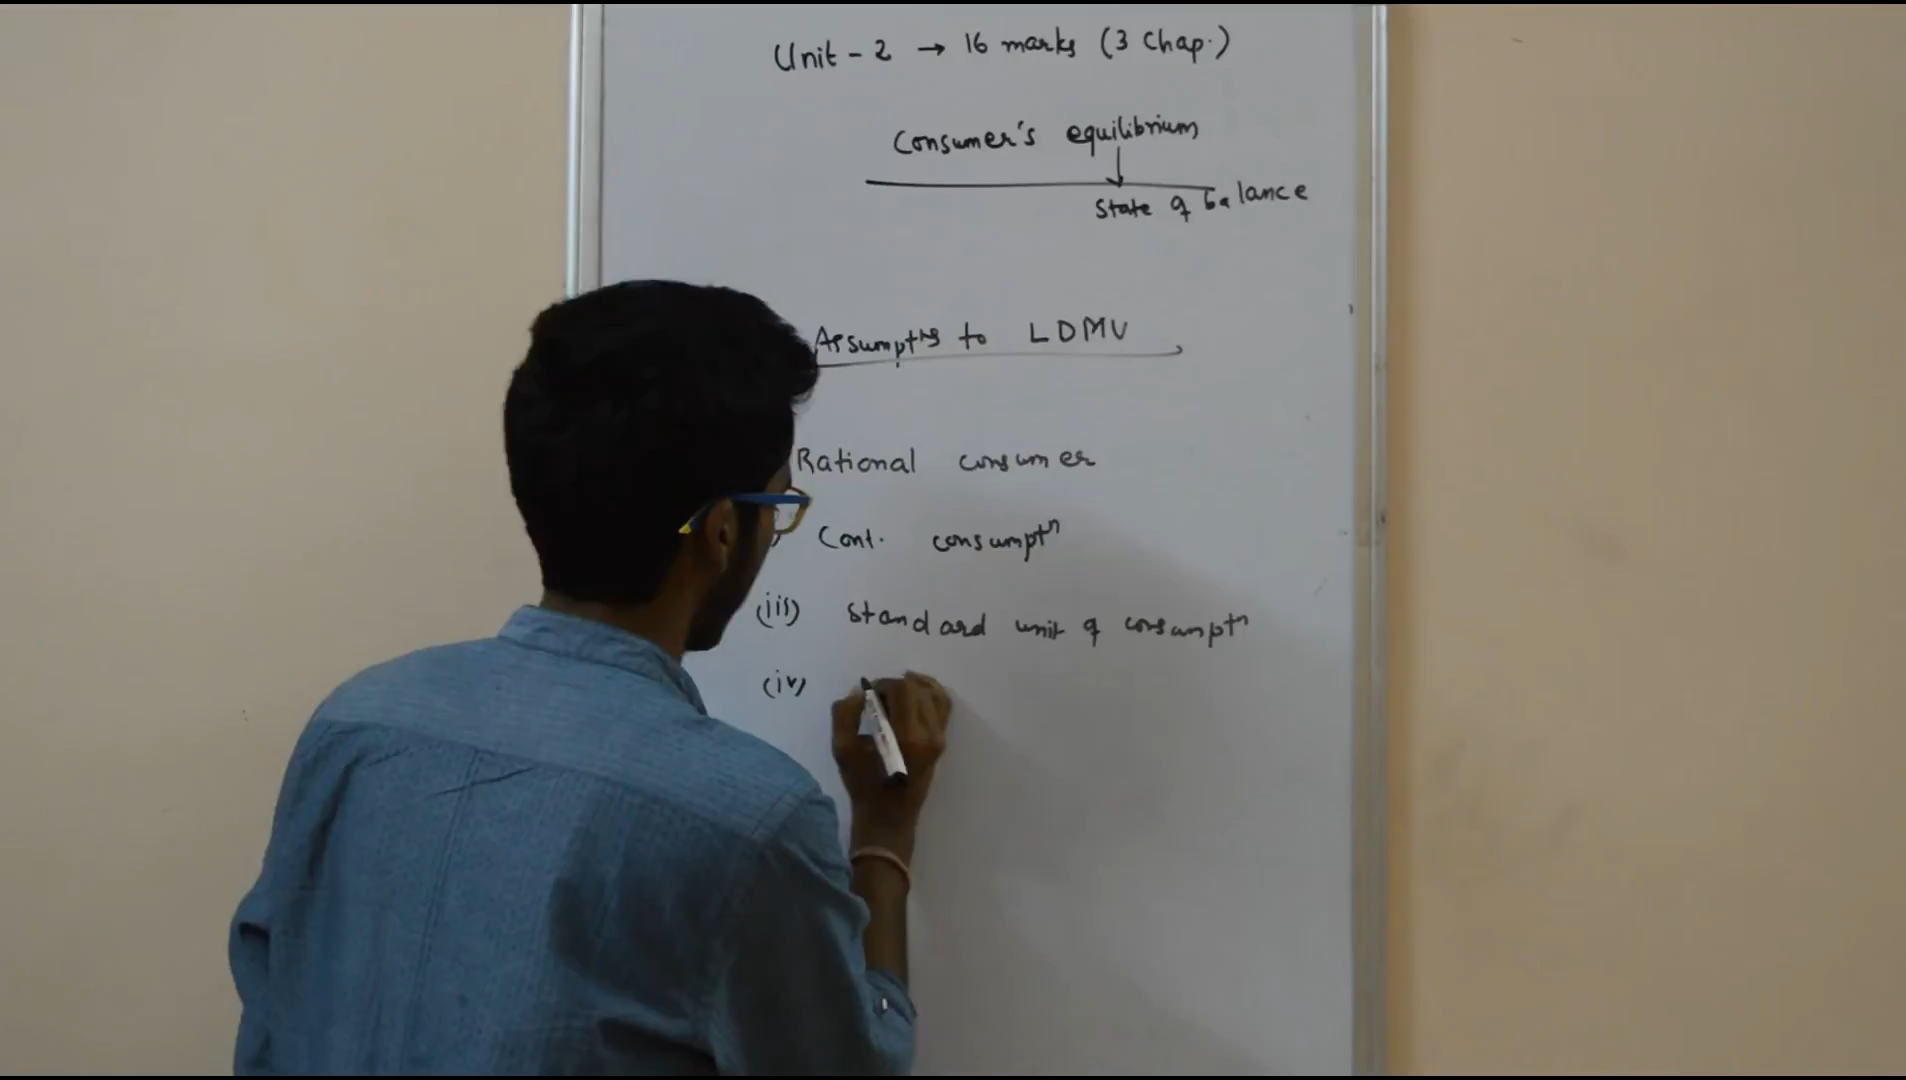 Unit - 2 → 16 marks (3 Chap.)
Consumer's equilibrium
State of balance
Assumptns to LDMU
Rational consumer
) Cont. consumptn
(iii) Standard unit of consumptn
(iv)